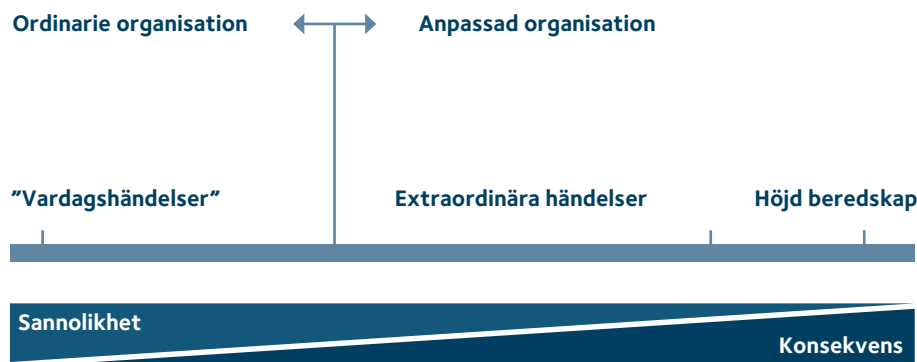 Ordinarie organisation
Anpassad organisation
”Vardagshändelser”
Extraordinära händelser
Höjd beredskap
Sannolikhet
Konsekvens